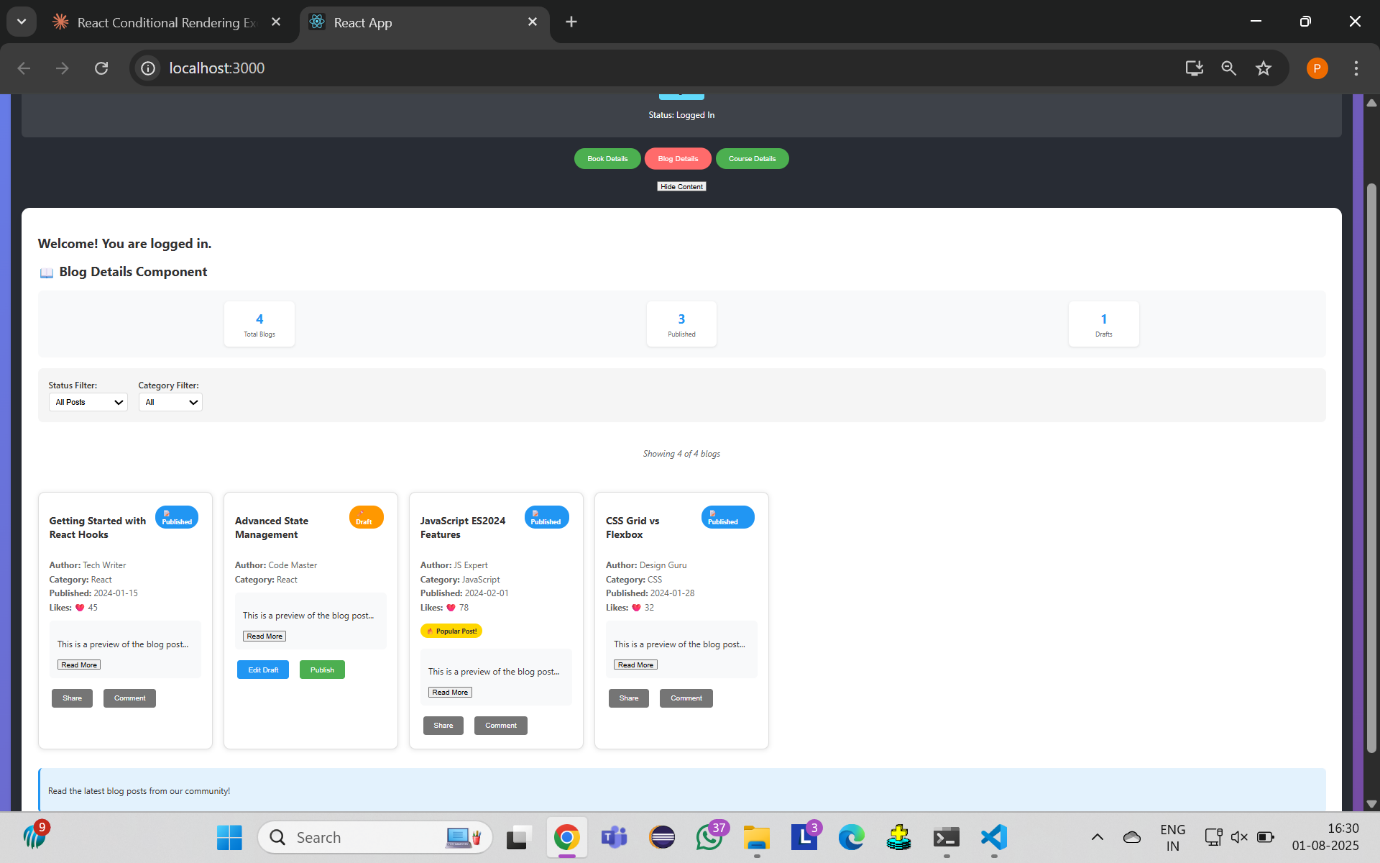 React Conditional Rendering Ex
React App
localhost:3000
P
Status: Logged In
Book Details
Blog Details
Course Details
Hide Content
Welcome! You are logged in.
Blog Details Component
4
Total Blogs
3
Published
1
Drafts
Status Filter:
All Posts
Category Filter:
All
Showing 4 of 4 blogs
Getting Started with
React Hooks
Published
Author: Tech Writer
Category: React
Published: 2024-01-15
Likes: 45
This is a preview of the blog post...
Read More
Share
Comment
Advanced State
Management
Draft
Author: Code Master
Category: React
This is a preview of the blog post...
Read More
Edit Draft
Publish
JavaScript ES2024
Features
Published
Author: JS Expert
Category: JavaScript
Published: 2024-02-01
Likes: 78
Popular Post!
This is a preview of the blog post...
Read More
Share
Comment
CSS Grid vs
Flexbox
Published
Author: Design Guru
Category: CSS
Published: 2024-01-28
Likes: 32
This is a preview of the blog post...
Read More
Share
Comment
Read the latest blog posts from our community!
9
Search
37
L
3
ENG
IN
16:30
01-08-2025